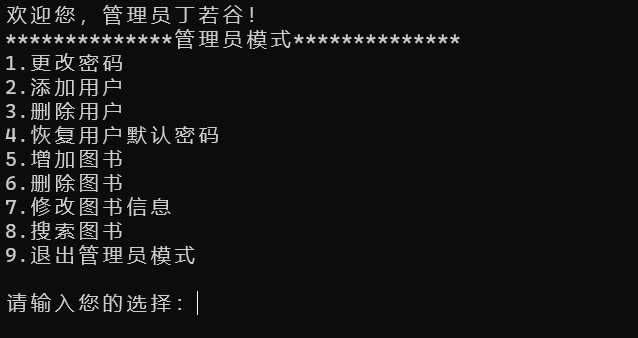 欢迎您，管理员丁若谷！
**************管理员模式**************
1.更改密码
2.添加用户
3.删除用户
4.恢复用户默认密码
5.增加图书
6.删除图书
7.修改图书信息
8.搜索图书
9.退出管理员模式
请输入您的选择：